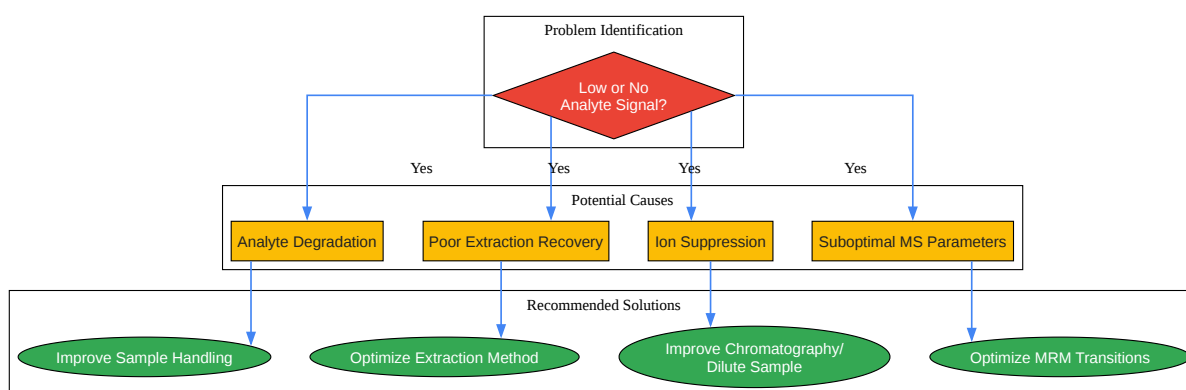 Problem Identification
Low or No
Analyte Signal?
Yes
Yes
Yes
Yes
Potential Causes
Analyte Degradation
Poor Extraction Recovery
Ion Suppression
Suboptimal MS Parameters
Recommended Solutions
Improve Sample Handling
Optimize Extraction Method
Improve Chromatography/
Dilute Sample
Optimize MRM Transitions